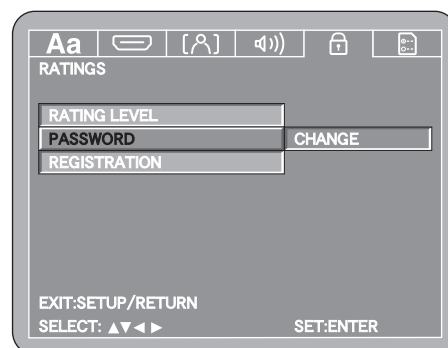 Aa
RATINGS
RATING LEVEL
PASSWORD CHANGE
REGISTRATION
EXIT:SETUP/RETURN
SELECT: ▲▼◄ ► SET:ENTER